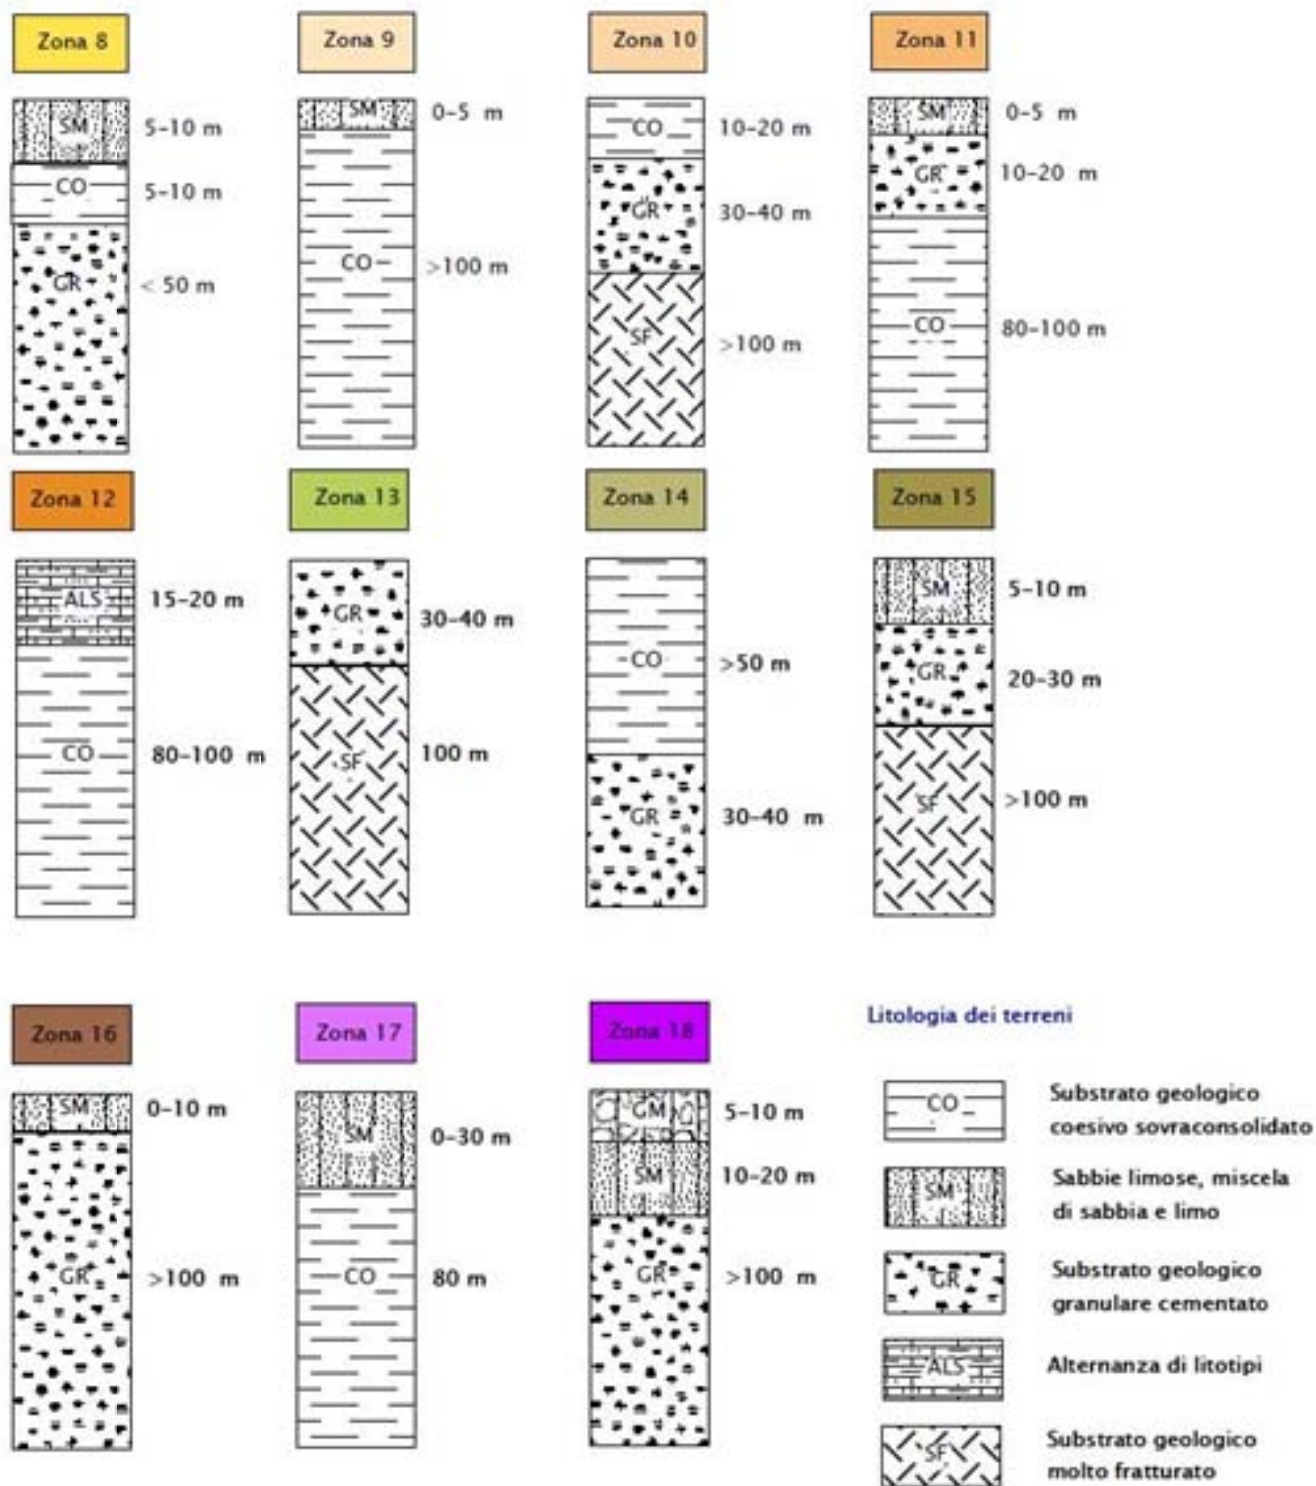 Zona 8
SM
5-10 m
CO
5-10 m
GR
< 50 m
Zona 9
SM
0-5 m
CO
>100 m
Zona 10
CO
10-20 m
GR
30-40 m
SF
>100 m
Zona 11
SM
0-5 m
GR
10-20 m
CO
80-100 m
Zona 12
ALS
15-20 m
CO
80-100 m
Zona 13
GR
30-40 m
SF
100 m
Zona 14
CO
>50 m
GR
30-40 m
Zona 15
SM
5-10 m
GR
20-30 m
SF
>100 m
Zona 16
SM
0-10 m
GR
>100 m
Zona 17
SM
0-30 m
CO
80 m
Zona 18
GM
5-10 m
SM
10-20 m
GR
>100 m
Litologia dei terreni
CO
Substrato geologico
coesivo sovraconsolidato
SM
Sabbie limose, miscela
di sabbia e limo
GR
Substrato geologico
granulare cementato
ALS
Alternanza di litotipi
SF
Substrato geologico
molto fratturato